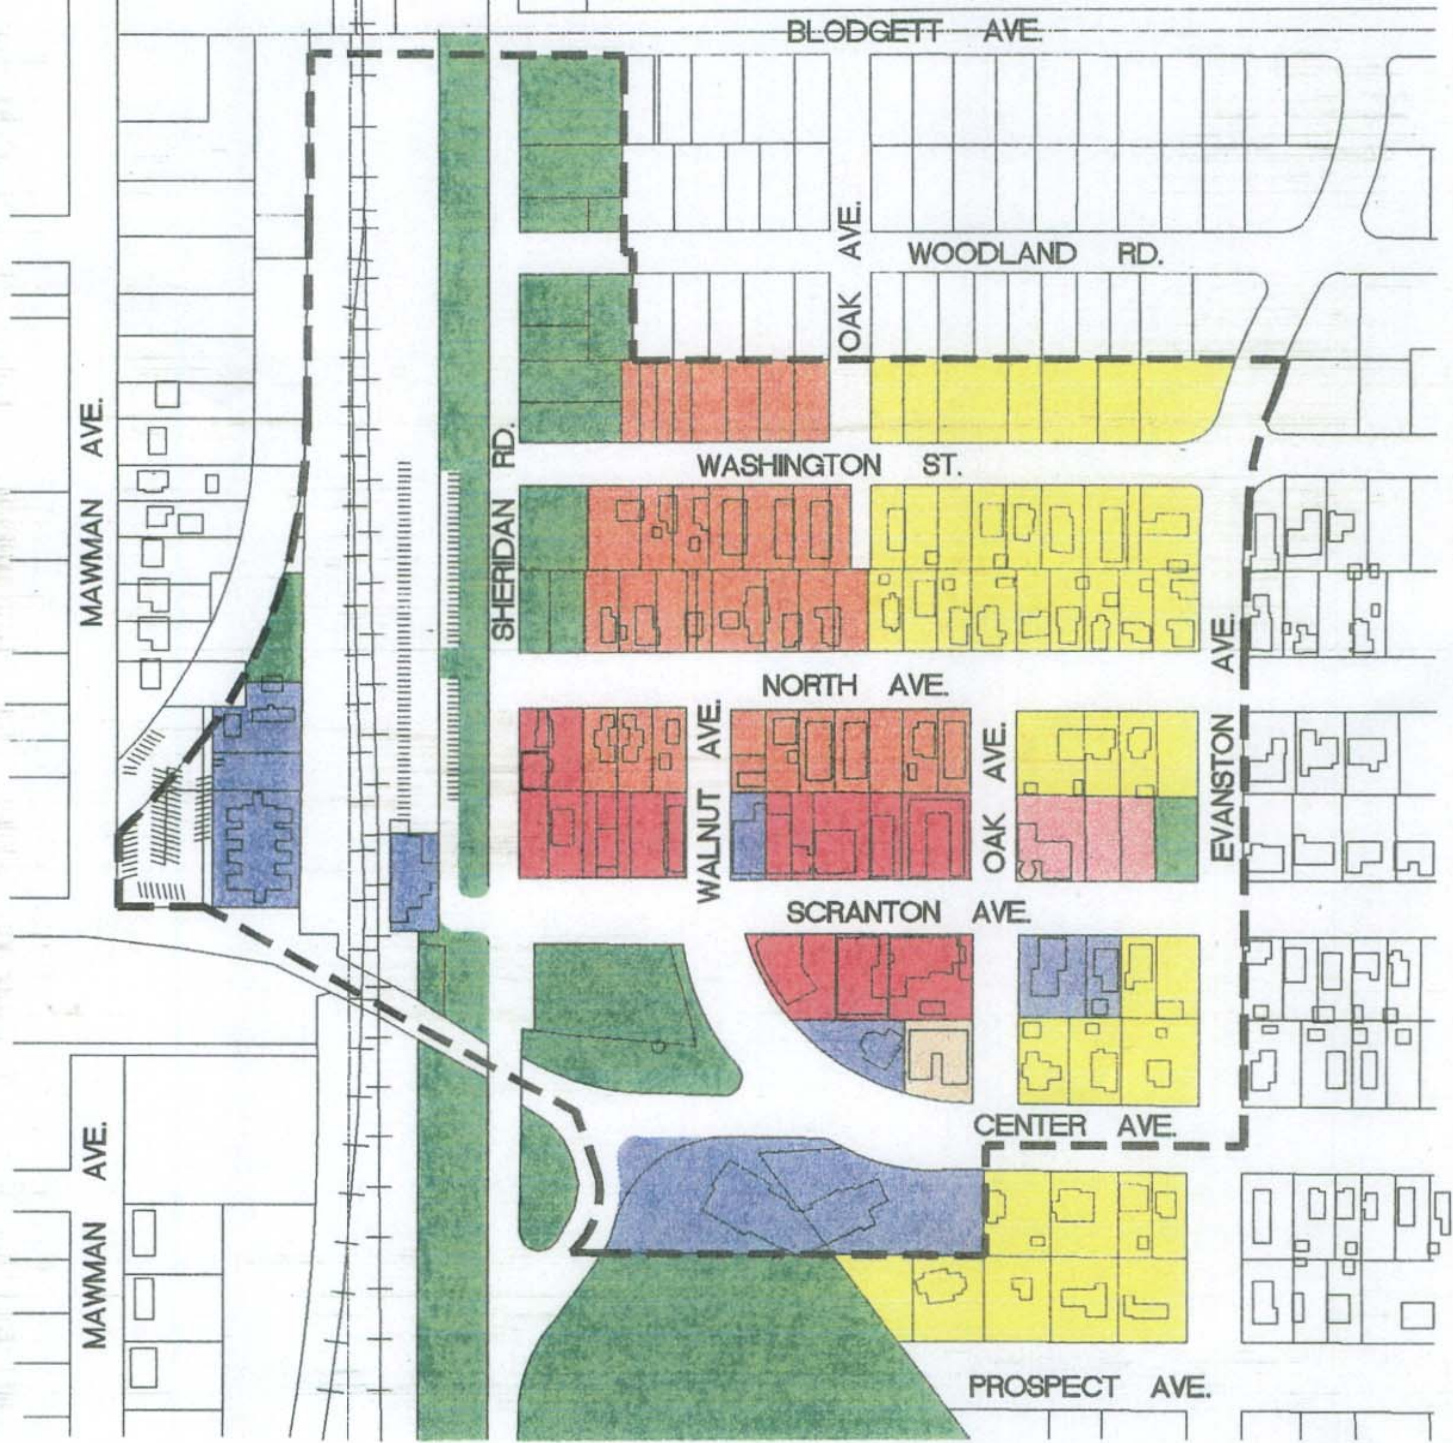 BLODGETT AVE.
OAK AVE.
WOODLAND RD.
MAWMAN AVE.
SHERIDAN RD.
WASHINGTON ST.
NORTH AVE.
WALNUT AVE.
OAK AVE.
EVANSTON AVE.
SCRANTON AVE.
CENTER AVE.
MAWMAN AVE.
PROSPECT AVE.